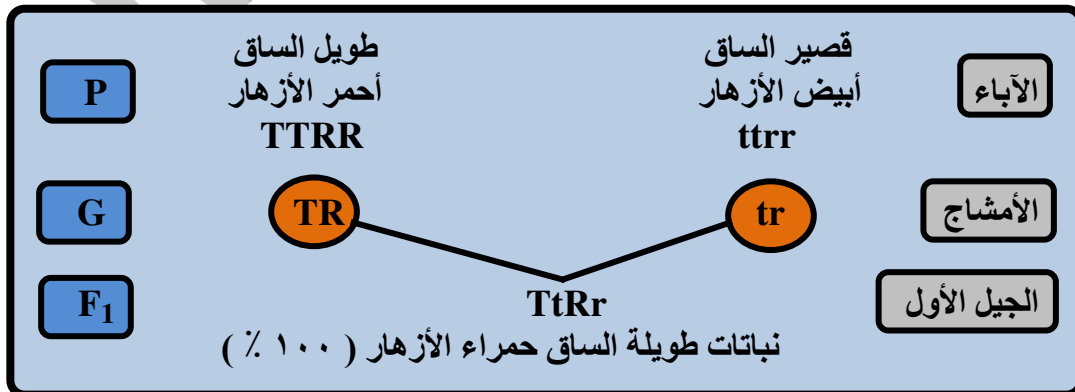 الآباء
قصير الساق
أبيض الأزهار
ttrr
طويل الساق
أحمر الأزهار
TTRR
P
الأمشاج
tr
TR
G
الجيل الأول
TtRr
نباتات طويلة الساق حمراء الأزهار ( ١٠٠ ٪ )
F₁